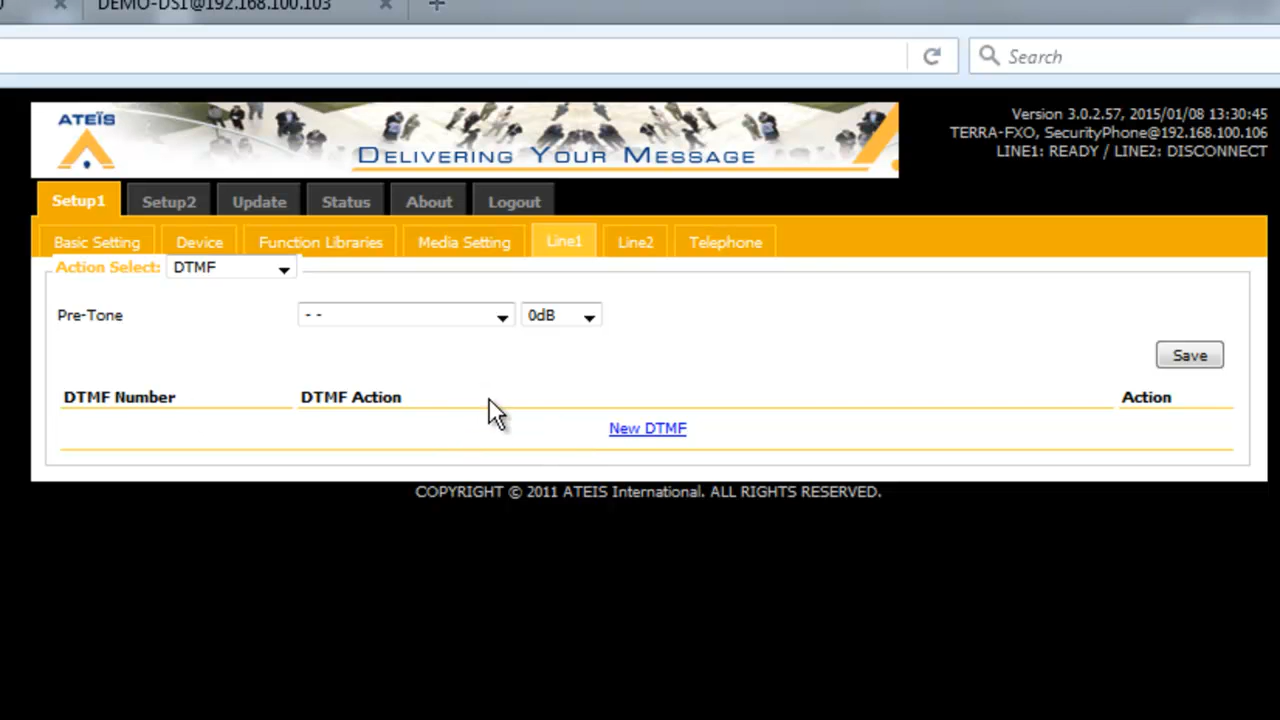 DEMO-DS1@192.168.100.103
Search
ATEÏS
DELIVERING YOUR MESSAGE
Version 3.0.2.57, 2015/01/08 13:30:45
TERRA-FXO, SecurityPhone@192.168.100.106
LINE1: READY / LINE2: DISCONNECT
Setup1 Setup2 Update Status About Logout
Basic Setting Device Function Libraries Media Setting Line1 Line2 Telephone
Action Select: DTMF
Pre-Tone - - 0dB
Save
DTMF Number DTMF Action Action
New DTMF
COPYRIGHT © 2011 ATEIS International. ALL RIGHTS RESERVED.